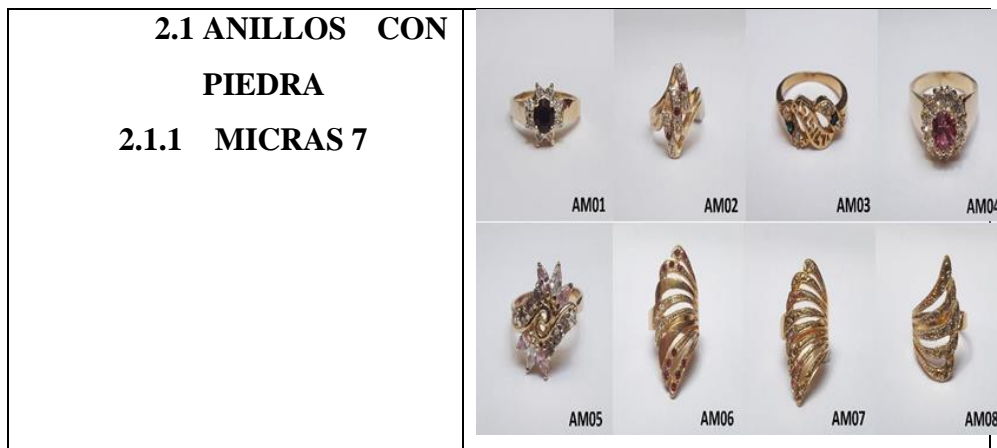 2.1 ANILLOS CON
PIEDRA
2.1.1 MICRAS 7
AM01 AM02 AM03 AM04
AM05 AM06 AM07 AM08